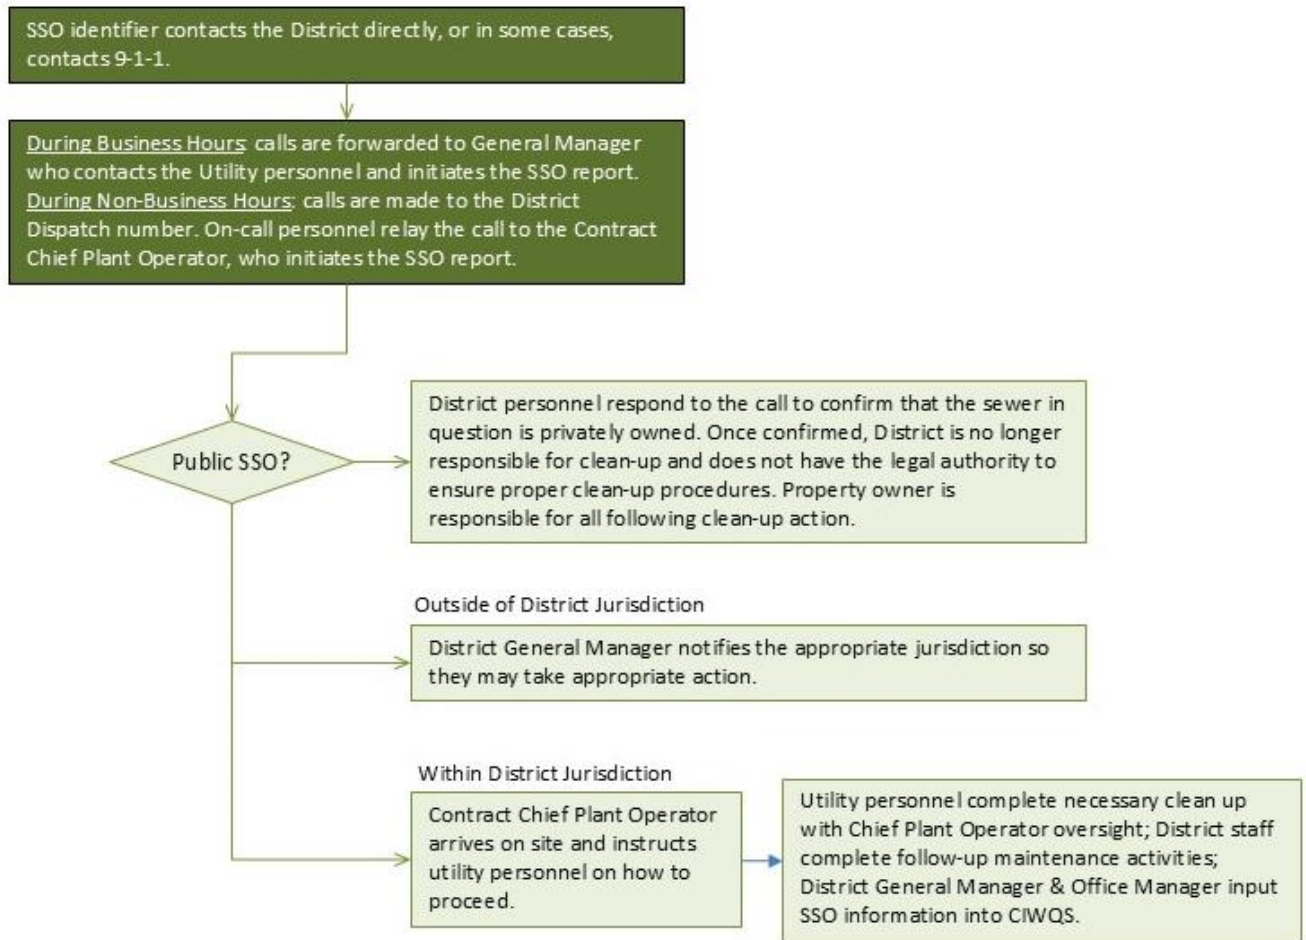 SSO identifier contacts the District directly, or in some cases,
contacts 9-1-1.
During Business Hours: calls are forwarded to General Manager
who contacts the Utility personnel and initiates the SSO report.
During Non-Business Hours: calls are made to the District
Dispatch number. On-call personnel relay the call to the Contract
Chief Plant Operator, who initiates the SSO report.
Public SSO?
District personnel respond to the call to confirm that the sewer in
question is privately owned. Once confirmed, District is no longer
responsible for clean-up and does not have the legal authority to
ensure proper clean-up procedures. Property owner is
responsible for all following clean-up action.
Outside of District Jurisdiction
District General Manager notifies the appropriate jurisdiction so
they may take appropriate action.
Within District Jurisdiction
Contract Chief Plant Operator
arrives on site and instructs
utility personnel on how to
proceed.
Utility personnel complete necessary clean up
with Chief Plant Operator oversight; District staff
complete follow-up maintenance activities;
District General Manager & Office Manager input
SSO information into CIWQS.